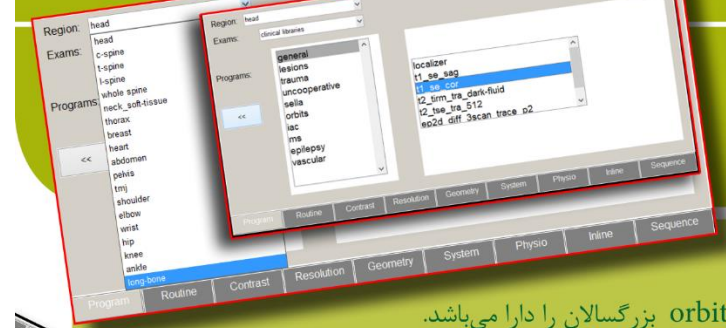 Region: head
Exams: head
c-spine
t-spine
l-spine
whole spine
Programs: neck_soft-tissue
thorax
breast
heart
<< abdomen
pelvis
tmj
shoulder
elbow
wrist
hip
knee
ankle
long-bone
Program Routine Contrast Resolution Geometry System Physio Inline Sequence
Region: head
Exams: clinical libraries
Programs: general
lesions
trauma
uncooperative
<< sella
orbits
iac
ms
epilepsy
vascular
localizer
t1_se_sag
t1_se_cor
t2_tirm_tra_dark-fluid
t2_tse_tra_512
ep2d_diff_3scan_trace_p2
Program Routine Contrast Resolution Geometry System Physio Inline Sequence
orbit بزرگسالان را دارا می‌باشد.